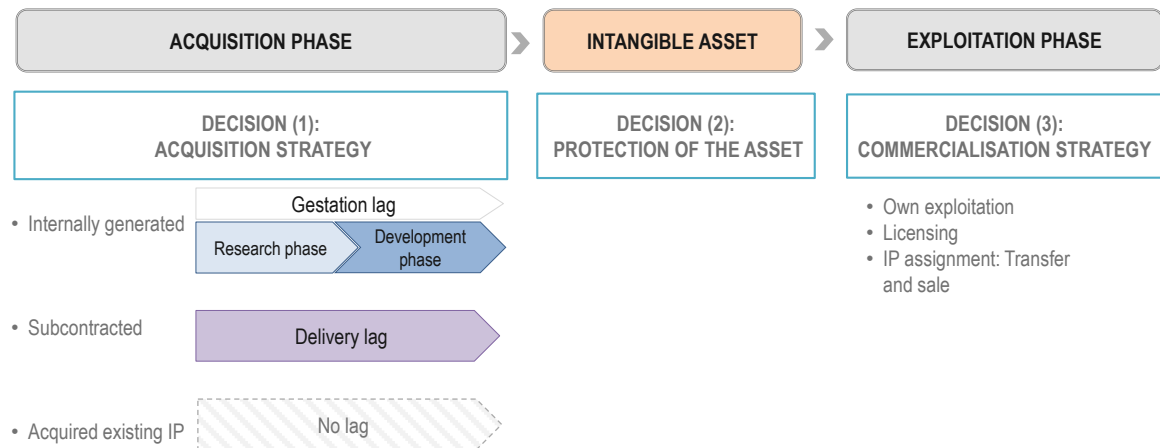 ACQUISITION PHASE
INTANGIBLE ASSET
EXPLOITATION PHASE
DECISION (1):
ACQUISITION STRATEGY
DECISION (2):
PROTECTION OF THE ASSET
DECISION (3):
COMMERCIALISATION STRATEGY
• Internally generated
Gestation lag
Research phase
Development
phase
• Subcontracted
Delivery lag
• Acquired existing IP
No lag
• Own exploitation
• Licensing
• IP assignment: Transfer
and sale